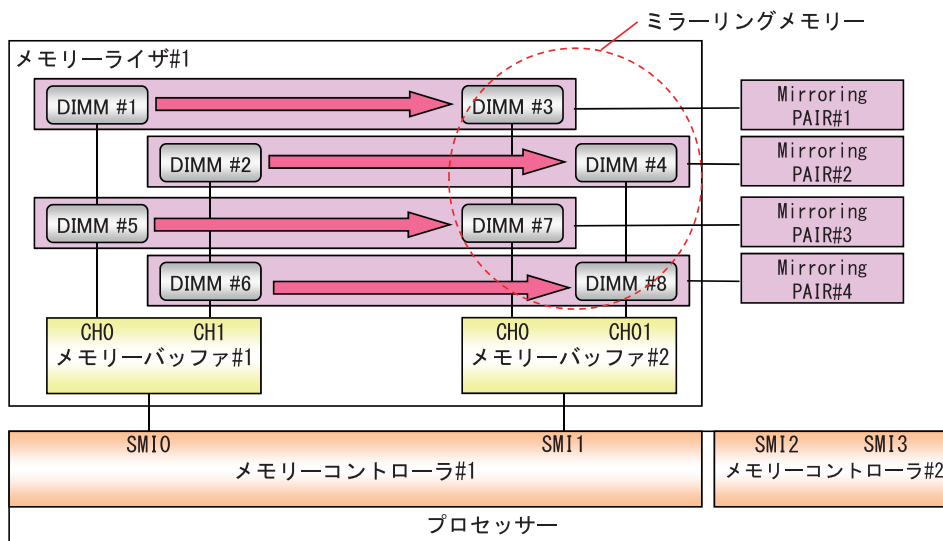 ミラーリングメモリー
メモリーライザ#1
DIMM #1
DIMM #3
Mirroring
PAIR#1
DIMM #2
DIMM #4
Mirroring
PAIR#2
DIMM #5
DIMM #7
Mirroring
PAIR#3
DIMM #6
DIMM #8
Mirroring
PAIR#4
CH0 CH1
メモリーバッファ#1
CH0 CH01
メモリーバッファ#2
SMI0 SMI1
メモリーコントローラ#1
SMI2 SMI3
メモリーコントローラ#2
プロセッサー